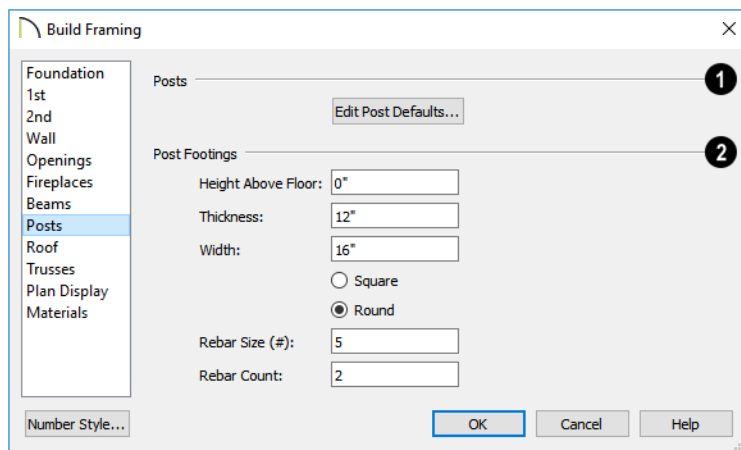 Build Framing
Foundation
1st
2nd
Wall
Openings
Fireplaces
Beams
Posts
Roof
Trusses
Plan Display
Materials
Number Style...
Posts
1
Edit Post Defaults...
Post Footings
2
Height Above Floor: 0"
Thickness: 12"
Width: 16"
Square
Round
Rebar Size (#): 5
Rebar Count: 2
OK Cancel Help